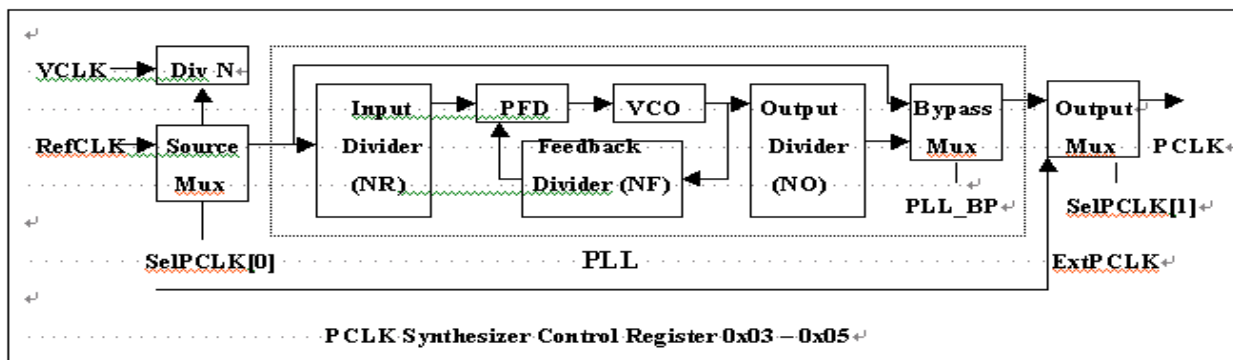 VCLK
Div N
Input
Divider
(NR)
PFD
VCO
Feedback
Divider (NF)
Output
Divider
(NO)
Bypass
Mux
Output
Mux
RefCLK
Source
Mux
PCLK
PLL_BP
SelPCLK[1]
SelPCLK[0]
PLL
ExtPCLK
PCLK Synthesizer Control Register 0x03 – 0x05